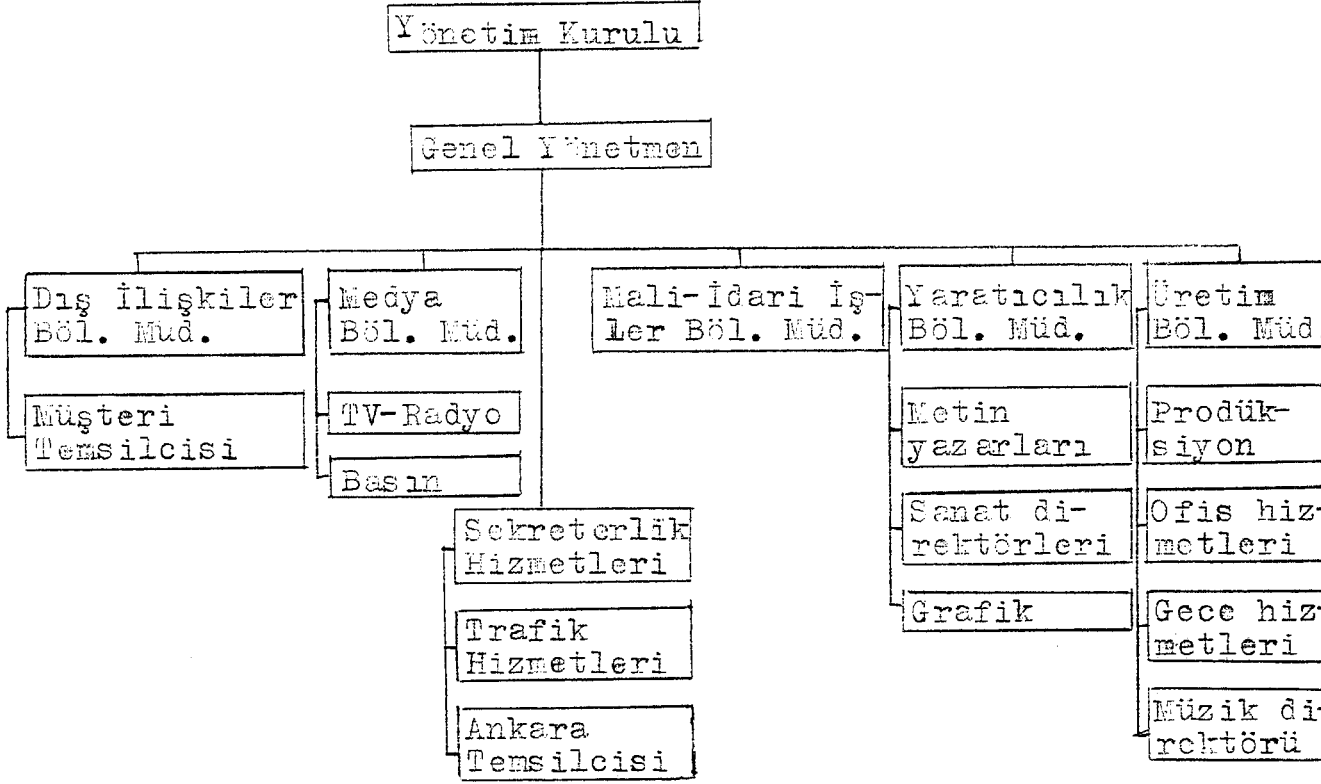 Yönetim Kurulu
Genel Yönetmen
Dış İlişkiler
Böl. Müd.
Müşteri
Temsilcisi
Medya
Böl. Müd.
TV-Radyo
Basın
Sekreterlik
Hizmetleri
Trafik
Hizmetleri
Ankara
Temsilcisi
Mali-İdari İş-
ler Böl. Müd.
Yaratıcılık
Böl. Müd.
Metin
yazarları
Sanat di-
rektörleri
Grafik
Üretim
Böl. Müd
Prodük-
siyon
Ofis hiz-
metleri
Gece hiz-
metleri
Müzik di-
rektörü